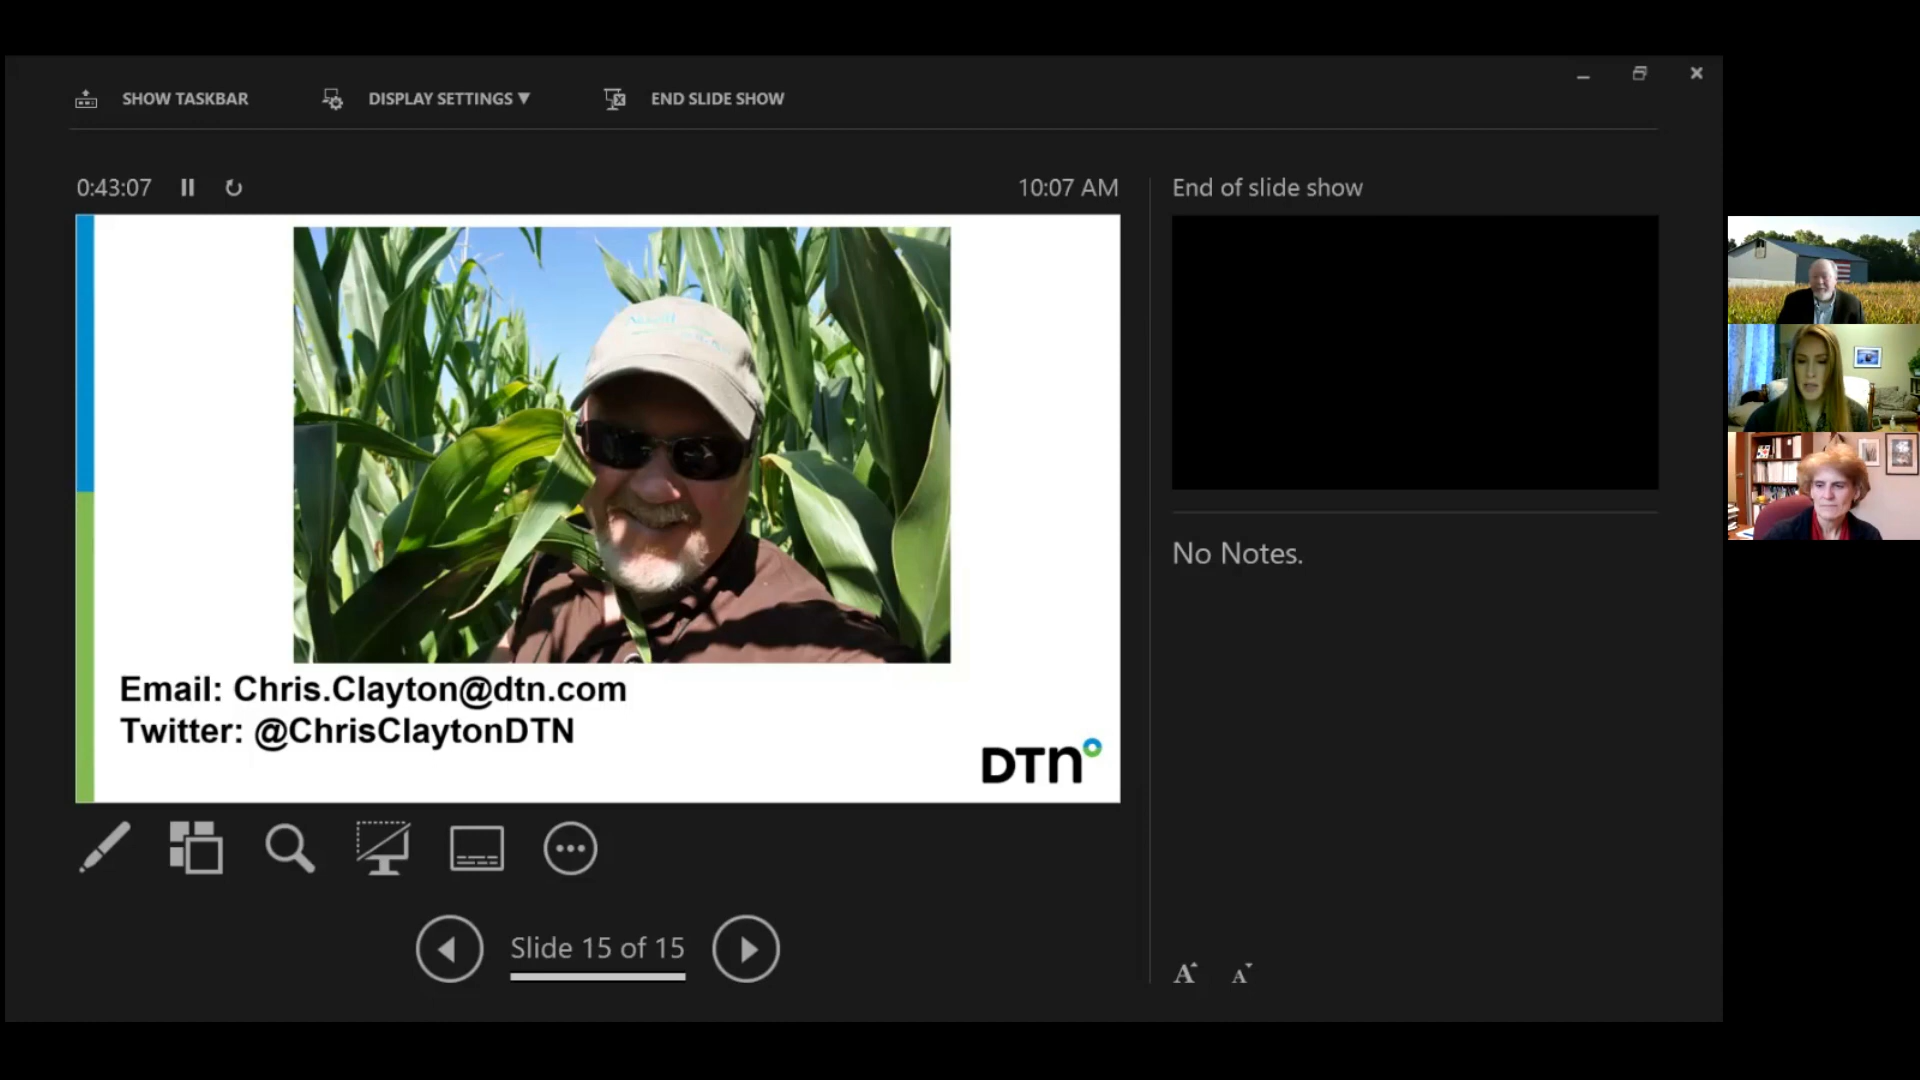 SHOW TASKBAR
DISPLAY SETTINGS ▼
END SLIDE SHOW
0:43:07
10:07 AM
End of slide show
Email: Chris.Clayton@dtn.com
Twitter: @ChrisClaytonDTN
DTN
No Notes.
Slide 15 of 15
A
A